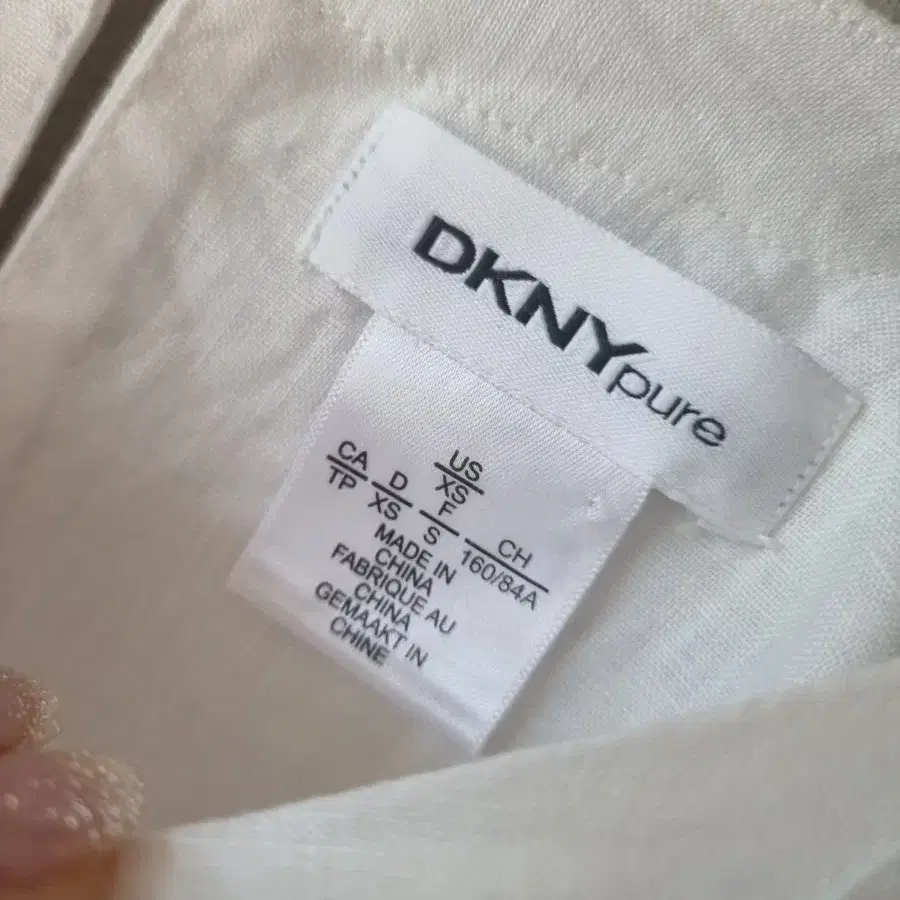 DKNYpure
US
XS
CA
TP
D
XS
F
S
CH
160/84A
MADE IN
CHINA
FABRIQUE AU
CHINA
GEMAAKT IN
CHINE